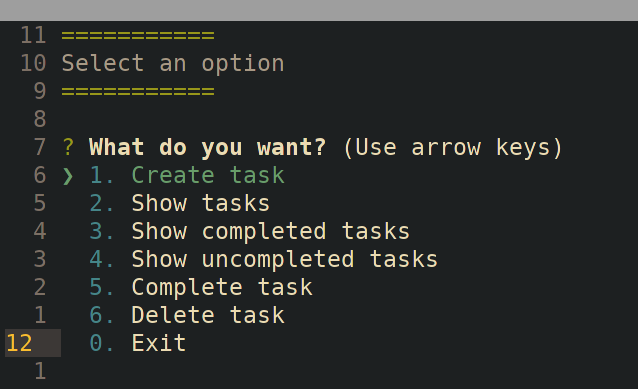 11 ===========
10 Select an option
9 ===========
8
7 ? What do you want? (Use arrow keys)
6 ❯ 1. Create task
5 2. Show tasks
4 3. Show completed tasks
3 4. Show uncompleted tasks
2 5. Complete task
1 6. Delete task
12 0. Exit
1